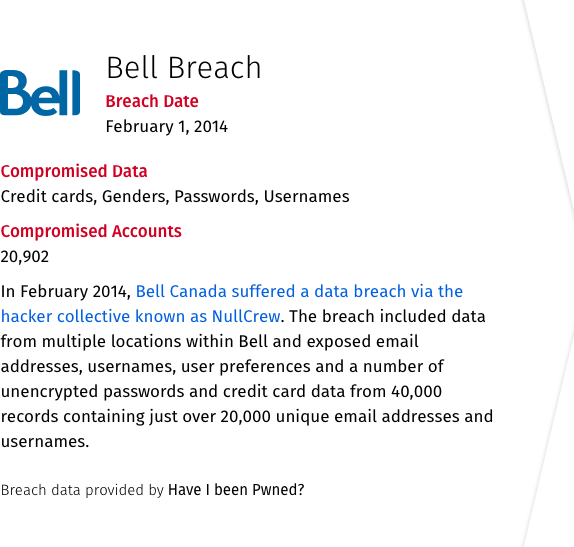 Bell
Bell Breach
Breach Date
February 1, 2014
Compromised Data
Credit cards, Genders, Passwords, Usernames
Compromised Accounts
20,902
In February 2014, Bell Canada suffered a data breach via the
hacker collective known as NullCrew. The breach included data
from multiple locations within Bell and exposed email
addresses, usernames, user preferences and a number of
unencrypted passwords and credit card data from 40,000
records containing just over 20,000 unique email addresses and
usernames.
Breach data provided by Have I been Pwned?